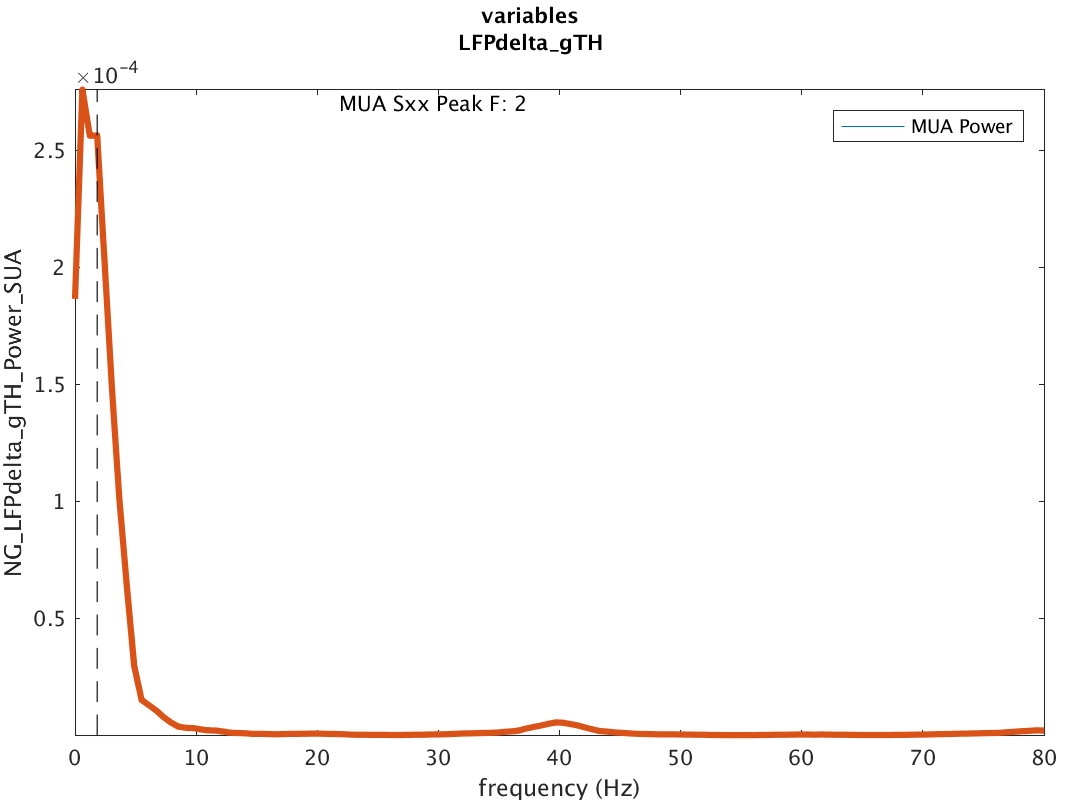 variables
LFPdelta_gTH
×10⁻⁴
MUA Sxx Peak F: 2
MUA Power
2.5
2
1.5
1
0.5
NG_LFPdelta_gTH_Power_SUA
0 10 20 30 40 50 60 70 80
frequency (Hz)